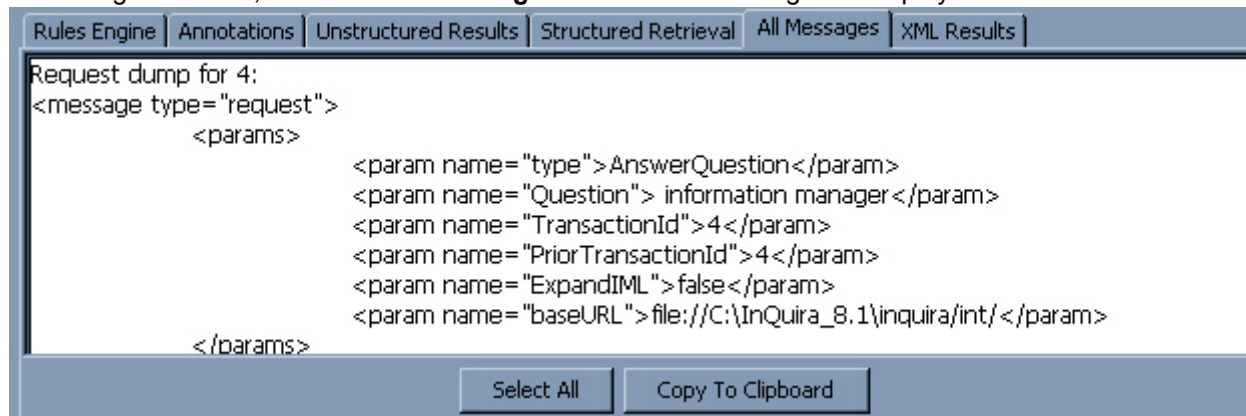 Rules Engine Annotations Unstructured Results Structured Retrieval All Messages XML Results
Request dump for 4:
<message type="request">
<params>
<param name="type">AnswerQuestion</param>
<param name="Question"> information manager</param>
<param name="TransactionId">4</param>
<param name="PriorTransactionId">4</param>
<param name="ExpandIML">false</param>
<param name="baseURL">file://C:\InQuira_8.1\inquira/int/</param>
</params>
Select All Copy To Clipboard